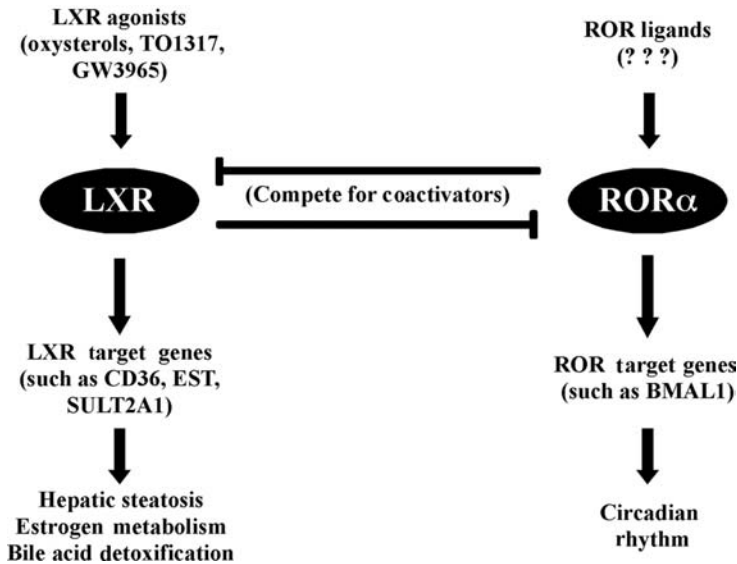 LXR agonists
(oxysterols, TO1317,
GW3965)
ROR ligands
(? ? ?)
LXR
(Compete for coactivators)
RORα
LXR target genes
(such as CD36, EST,
SULT2A1)
ROR target genes
(such as BMAL1)
Hepatic steatosis
Estrogen metabolism
Bile acid detoxification
Circadian
rhythm